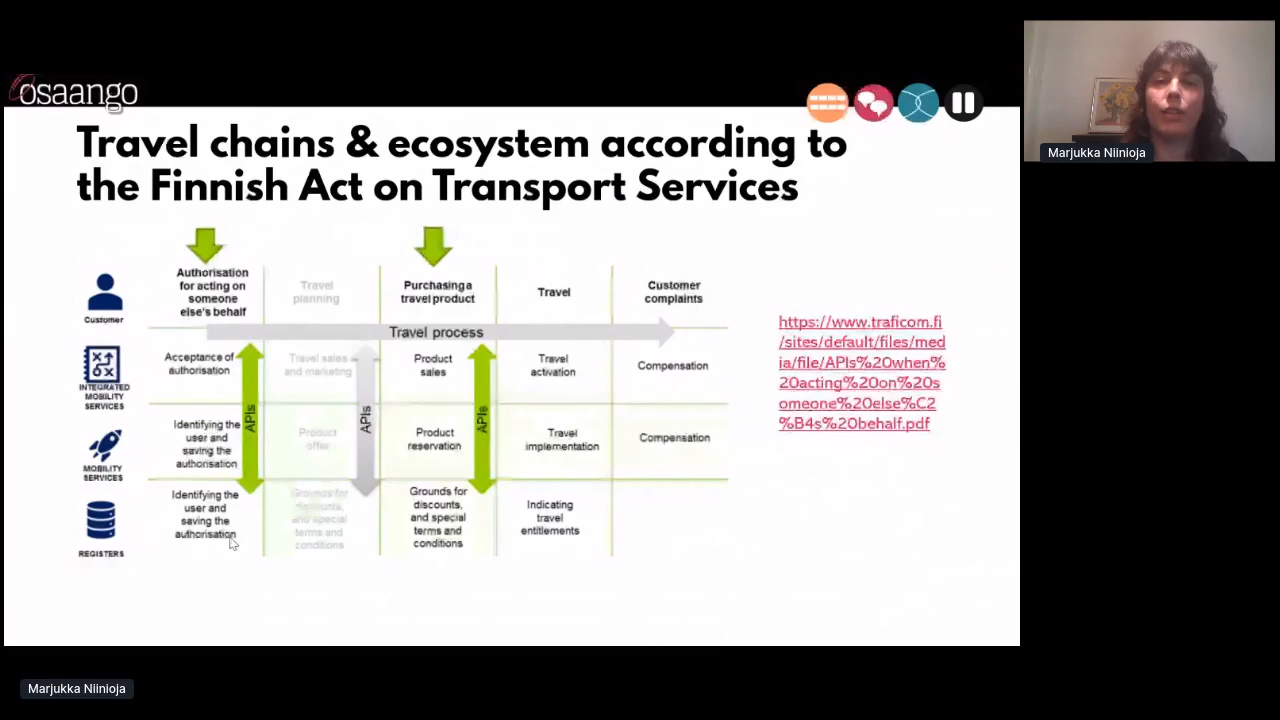 osaango
Travel chains & ecosystem according to
the Finnish Act on Transport Services
Marjukka Niinioja
Customer
Authorisation
for acting on
someone
else's behalf
Travel
planning
Purchasing a
travel product
Travel
Customer
complaints
Travel process
INTEGRATED
MOBILITY
SERVICES
Acceptance of
authorisation
APIs
Travel sales
and marketing
APIs
Product
sales
APIs
Travel
activation
Compensation
MOBILITY
SERVICES
Identifying the
user and
saving the
authorisation
Product
offer
Product
reservation
Travel
implementation
Compensation
REGISTERS
Identifying the
user and
saving the
authorisation
Grounds for
discounts,
and special
terms and
conditions
Grounds for
discounts,
and special
terms and
conditions
Indicating
travel
entitlements
https://www.traficom.fi
/sites/default/files/med
ia/file/APIs%20when%
20acting%20on%20s
omeone%20else%C2
%B4s%20behalf.pdf
Marjukka Niinioja